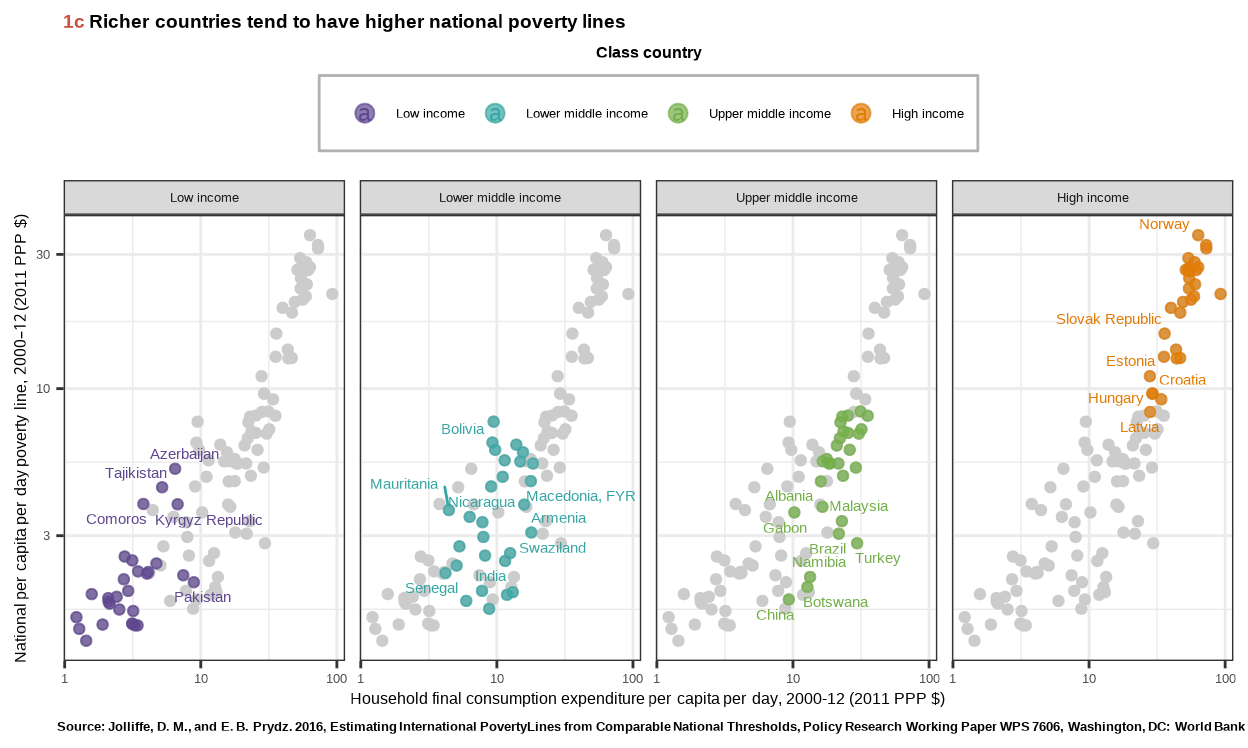 1c Richer countries tend to have higher national poverty lines
Class country
a Low income a Lower middle income a Upper middle income a High income
Low income Lower middle income Upper middle income High income
National per capita per day poverty line, 2000–12 (2011 PPP $)
30
10
3
Azerbaijan
Tajikistan
Comoros Kyrgyz Republic
Pakistan
Bolivia
Mauritania
Nicaragua Macedonia, FYR
Armenia
Swaziland
India
Senegal
Albania
Malaysia
Gabon
Brazil
Namibia Turkey
Botswana
China
Norway
Slovak Republic
Estonia
Croatia
Hungary
Latvia
1 10 100 1 10 100 1 10 100 1 10 100
Household final consumption expenditure per capita per day, 2000-12 (2011 PPP $)
Source: Jolliffe, D. M., and E. B. Prydz. 2016, Estimating International PovertyLines from Comparable National Thresholds, Policy Research Working Paper WPS 7606, Washington, DC: World Bank